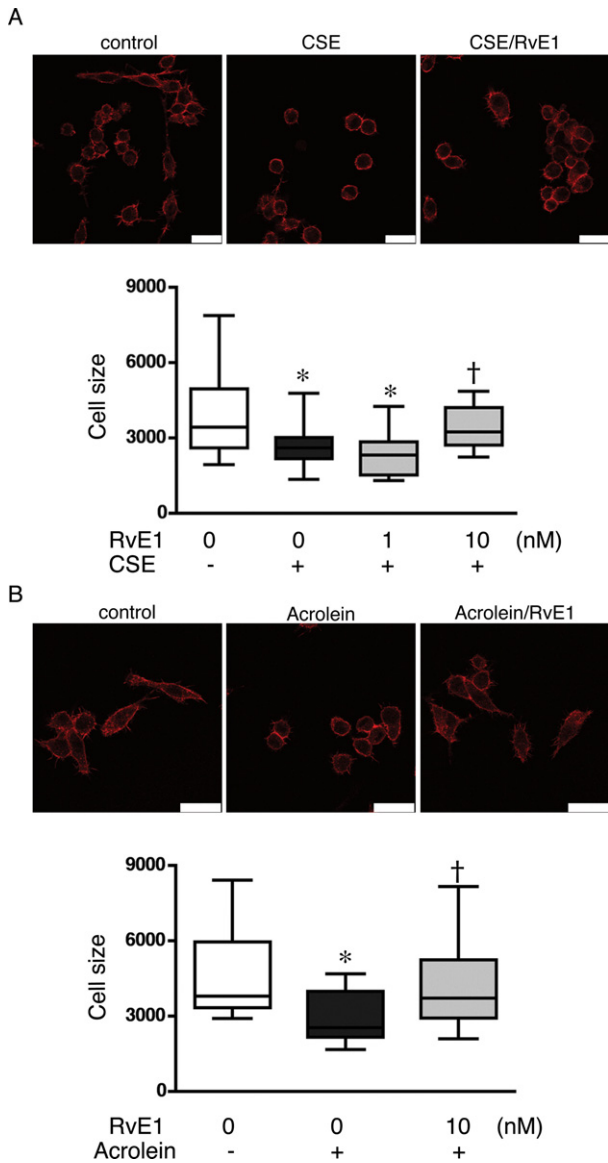 A
control CSE CSE/RvE1
9000
6000
3000
0
Cell size
* * †
RvE1 0 0 1 10 (nM)
CSE - + + +
B
control Acrolein Acrolein/RvE1
9000
6000
3000
0
Cell size
* †
RvE1 0 0 10 (nM)
Acrolein - + +